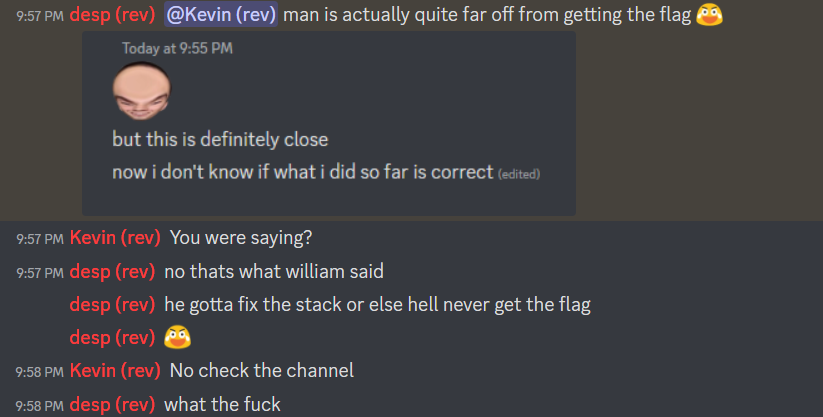 9:57 PM desp (rev) @Kevin (rev) man is actually quite far off from getting the flag
Today at 9:55 PM
but this is definitely close
now i don't know if what i did so far is correct (edited)
9:57 PM Kevin (rev) You were saying?
9:57 PM desp (rev) no thats what william said
desp (rev) he gotta fix the stack or else hell never get the flag
desp (rev)
9:58 PM Kevin (rev) No check the channel
9:58 PM desp (rev) what the fuck